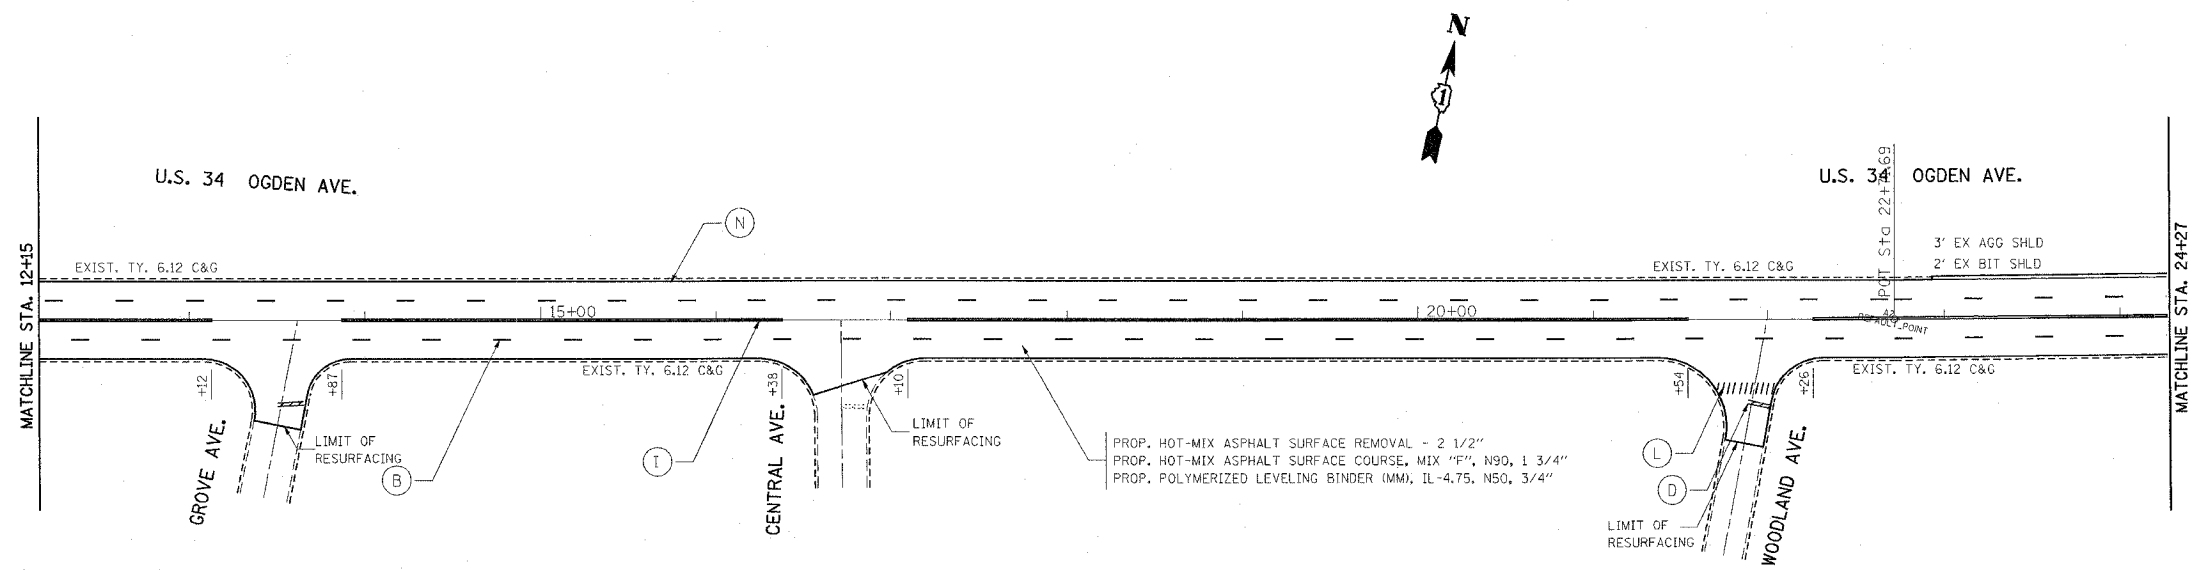 N
1
U.S. 34 OGDEN AVE.
U.S. 34 OGDEN AVE.
POT Sta 22+71.69
N
3' EX AGG SHLD
2' EX BIT SHLD
EXIST. TY. 6.12 C&G
EXIST. TY. 6.12 C&G
MATCHLINE STA. 12+15
MATCHLINE STA. 24+27
15+00
20+00
DEFAULT_POINT
EXIST. TY. 6.12 C&G
EXIST. TY. 6.12 C&G
+12
+87
+38
+10
+54
+26
LIMIT OF
RESURFACING
LIMIT OF
RESURFACING
PROP. HOT-MIX ASPHALT SURFACE REMOVAL - 2 1/2"
PROP. HOT-MIX ASPHALT SURFACE COURSE, MIX "F", N90, 1 3/4"
PROP. POLYMERIZED LEVELING BINDER (MM), IL-4.75, N50, 3/4"
B
I
L
D
LIMIT OF
RESURFACING
GROVE AVE.
CENTRAL AVE.
WOODLAND AVE.